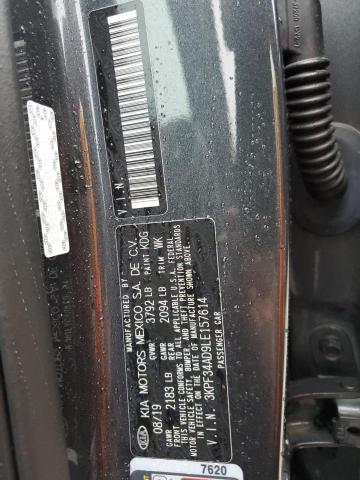 KIA KIA MOTORS MEXICO S.A. DE C.V.
08/19 GVWR 3792 LB PAINT KDG
GAWR FRONT 2183 LB GAWR REAR 2094 LB TRIM WK
THIS VEHICLE CONFORMS TO ALL APPLICABLE U.S.A. FEDERAL
MOTOR VEHICLE SAFETY, BUMPER AND THEFT PREVENTION STANDARDS
IN EFFECT ON THE DATE OF MANUFACTURE SHOWN ABOVE.
V.I.N. 3KPF34AD9LE157614
PASSENGER CAR
V.I.N.
7620